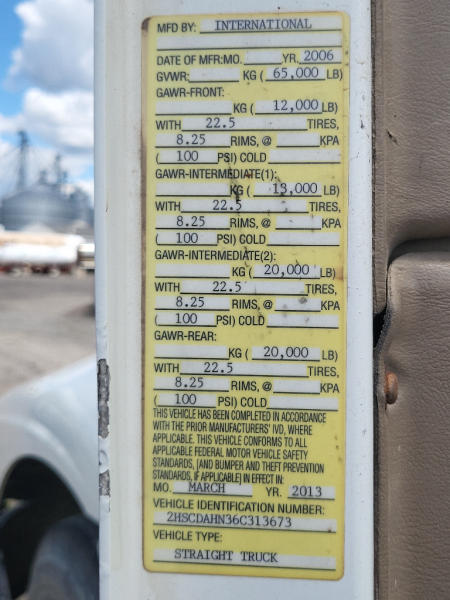 MFD BY: INTERNATIONAL
DATE OF MFR:MO. YR. 2006
GVWR: KG ( 65,000 LB)
GAWR-FRONT:
KG ( 12,000 LB)
WITH 22.5 TIRES,
8.25 RIMS, @ KPA
( 100 PSI) COLD
GAWR-INTERMEDIATE(1):
KG ( 13,000 LB)
WITH 22.5 TIRES,
8.25 RIMS, @ KPA
( 100 PSI) COLD
GAWR-INTERMEDIATE(2):
KG ( 20,000 LB)
WITH 22.5 TIRES,
8.25 RIMS, @ KPA
( 100 PSI) COLD
GAWR-REAR:
KG ( 20,000 LB)
WITH 22.5 TIRES,
8.25 RIMS, @ KPA
( 100 PSI) COLD
THIS VEHICLE HAS BEEN COMPLETED IN ACCORDANCE
WITH THE PRIOR MANUFACTURERS' IVD, WHERE
APPLICABLE. THIS VEHICLE CONFORMS TO ALL
APPLICABLE FEDERAL MOTOR VEHICLE SAFETY
STANDARDS, [AND BUMPER AND THEFT PREVENTION
STANDARDS, IF APPLICABLE] IN EFFECT IN:
MO. MARCH YR. 2013
VEHICLE IDENTIFICATION NUMBER:
2HSCDAHN36C313673
VEHICLE TYPE:
STRAIGHT TRUCK